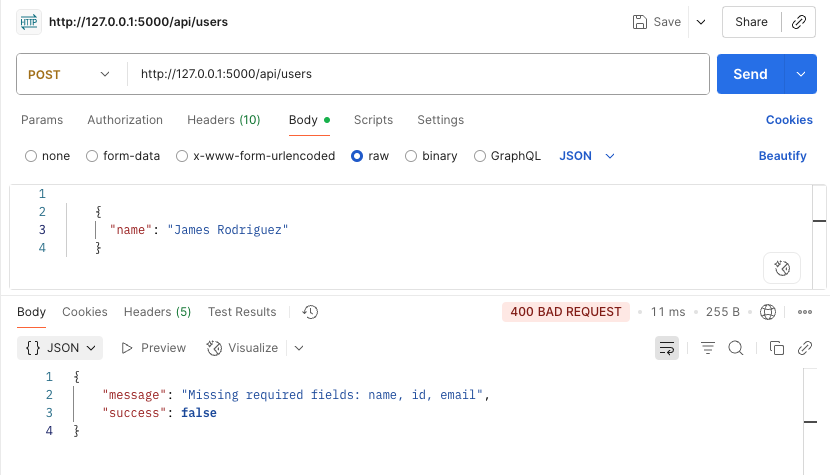 HTTP http://127.0.0.1:5000/api/users Save Share
POST http://127.0.0.1:5000/api/users Send
Params Authorization Headers (10) Body Scripts Settings Cookies
none form-data x-www-form-urlencoded raw binary GraphQL JSON Beautify
1
2 {
3 "name": "James Rodriguez"
4 }
Body Cookies Headers (5) Test Results 400 BAD REQUEST 11 ms 255 B
{} JSON Preview Visualize
1 {
2 "message": "Missing required fields: name, id, email",
3 "success": false
4 }